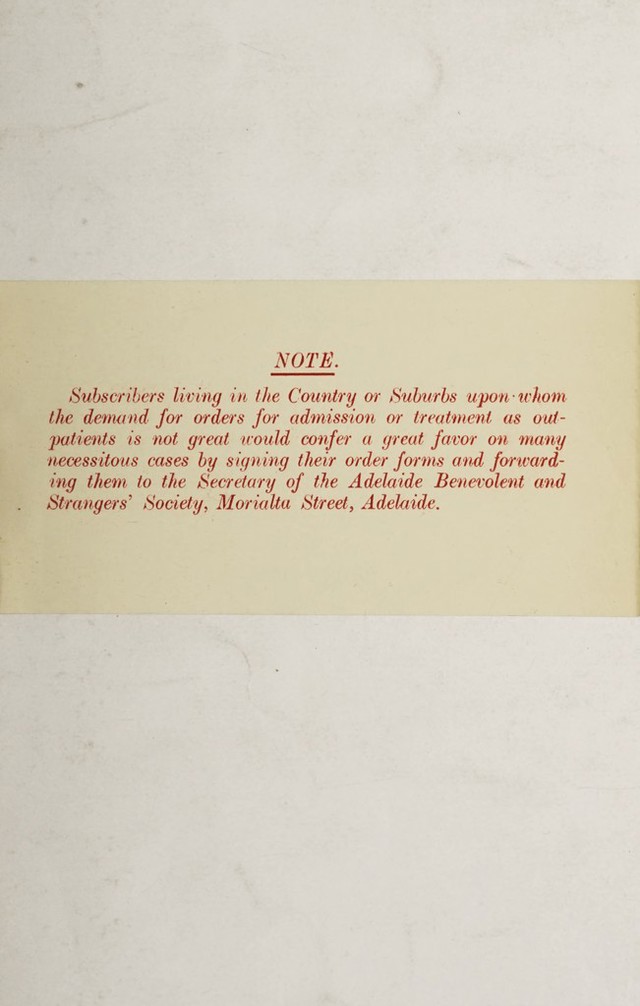 NOTE.
Subscribers living in the Country or Suburbs upon whom
the demand for orders for admission or treatment as out-
patients is not great would confer a great favor on many
necessitous cases by signing their order forms and forward-
ing them to the Secretary of the Adelaide Benevolent and
Strangers' Society, Morialta Street, Adelaide.